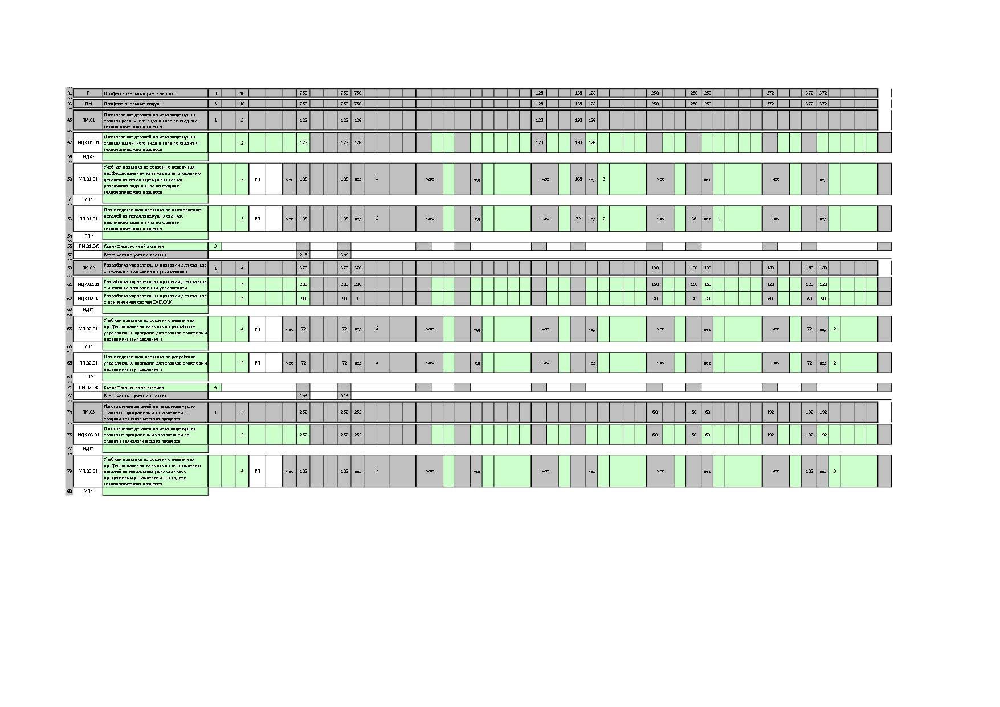 41 П Профессиональный учебный цикл 3 10 750 750 750 128 128 128 250 250 250 372 372 372
43 ПМ Профессиональные модули 3 10 750 750 750 128 128 128 250 250 250 372 372 372
45 ПМ.01 Изготовление деталей на металлорежущих 1 3 128 128 128 128 128 128
станках различного вида и типа по стадиям
технологического процесса
47 МДК.01.01 Изготовление деталей на металлорежущих 2 128 128 128 128 128 128
станках различного вида и типа по стадиям
технологического процесса
48 МДК*
50 УП.01.01 Учебная практика по освоению первичных 2 РП час 108 108 нед 3 час нед час 108 нед 3 час нед час нед
профессиональных навыков по изготовлению
деталей на металлорежущих станках
различного вида и типа по стадиям
технологического процесса
51 УП*
53 ПП.01.01 Производственная практика по изготовлению 3 РП час 108 108 нед 3 час нед час 72 нед 2 час 36 нед 1 час нед
деталей на металлорежущих станках
различного вида и типа по стадиям
технологического процесса
54 ПП*
56 ПМ.01.ЭК Квалификационный экзамен 3
57 Всего часов с учетом практик 216 344
59 ПМ.02 Разработка управляющих программ для станков 1 4 370 370 370 190 190 190 180 180 180
с числовым программным управлением
61 МДК.02.01 Разработка управляющих программ для станков 4 280 280 280 160 160 160 120 120 120
с числовым программным управлением
62 МДК.02.02 Разработка управляющих программ для станков 4 90 90 90 30 30 30 60 60 60
с применением систем CAD\CAM
63 МДК*
65 УП.02.01 Учебная практика по освоению первичных 4 РП час 72 72 нед 2 час нед час нед час нед час 72 нед 2
профессиональных навыков по разработке
управляющих программ для станков с числовым
программным управлением
66 УП*
68 ПП.02.01 Производственная практика по разработке 4 РП час 72 72 нед 2 час нед час нед час нед час 72 нед 2
управляющих программ для станков с числовым
программным управлением
69 ПП*
71 ПМ.02.ЭК Квалификационный экзамен 4
72 Всего часов с учетом практик 144 514
74 ПМ.03 Изготовление деталей на металлорежущих 1 3 252 252 252 60 60 60 192 192 192
станках с программным управлением по
стадиям технологического процесса
76 МДК.03.01 Изготовление деталей на металлорежущих 4 252 252 252 60 60 60 192 192 192
станках с программным управлением по
стадиям технологического процесса
77 МДК*
79 УП.03.01 Учебная практика по освоению первичных 4 РП час 108 108 нед 3 час нед час нед час нед час 108 нед 3
профессиональных навыков по изготовлению
деталей на металлорежущих станках с
программным управлением по стадиям
технологического процесса
80 УП*